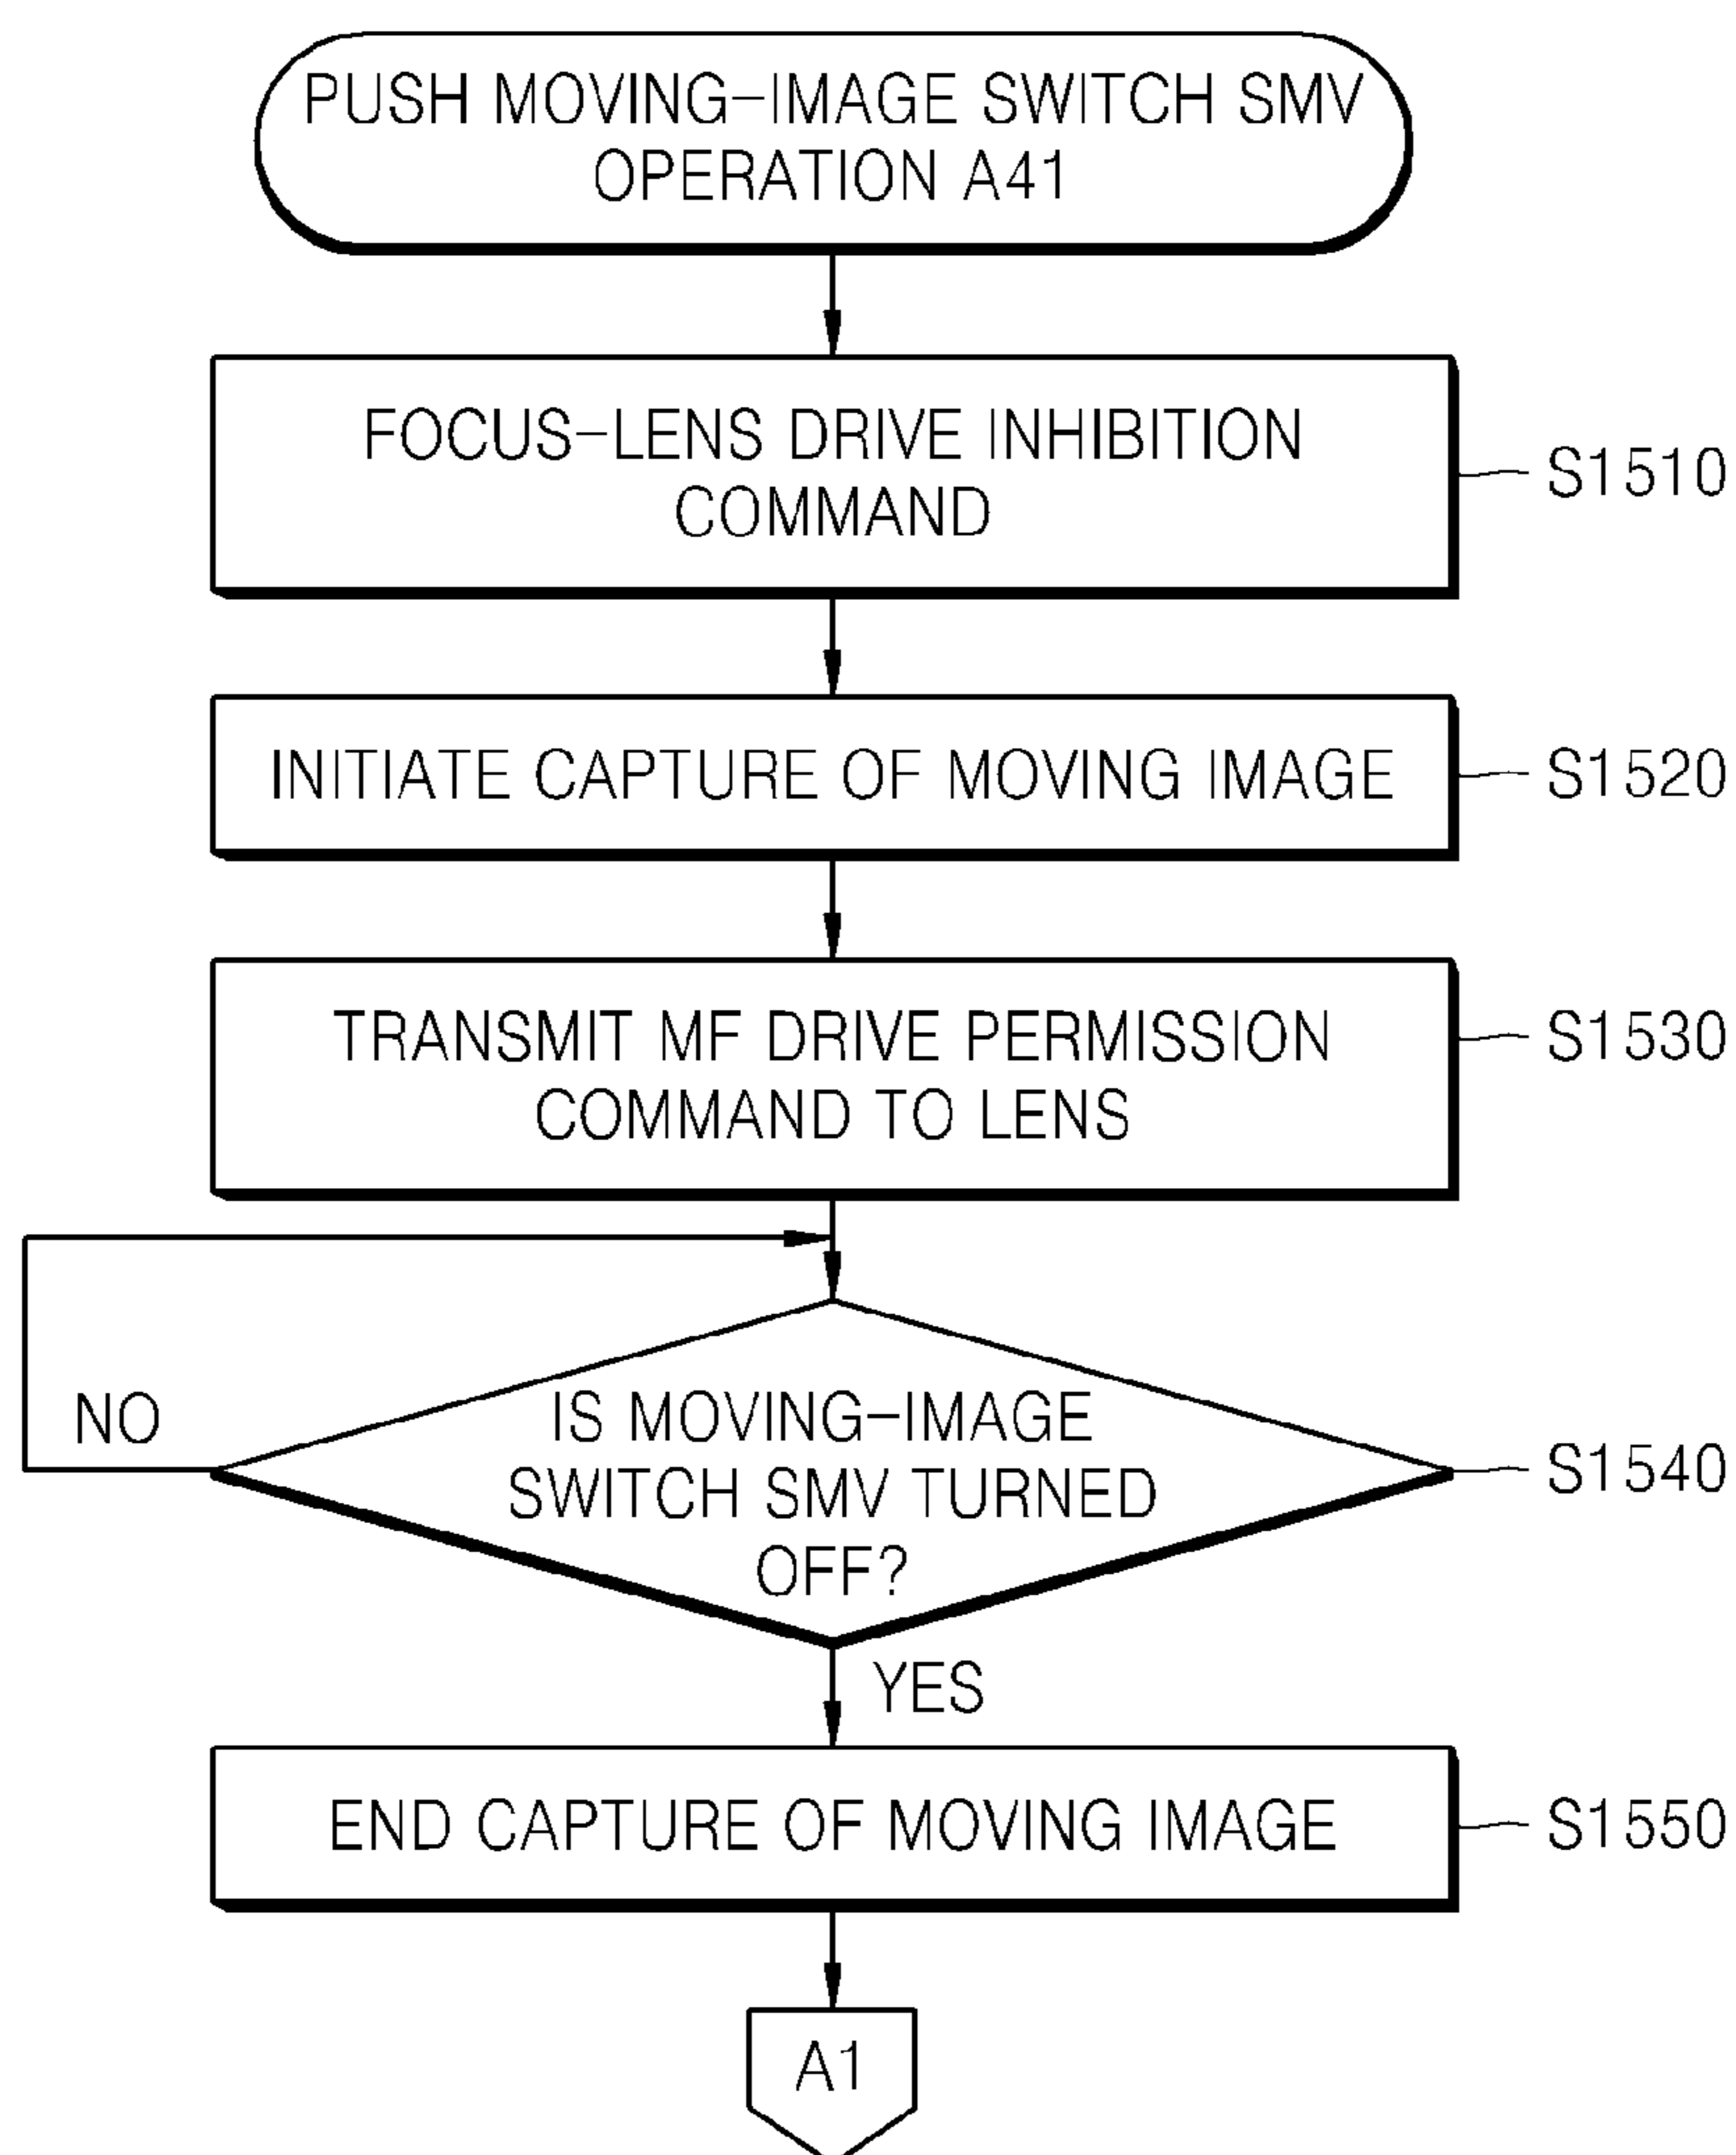 PUSH MOVING-IMAGE SWITCH SMV
OPERATION A41
FOCUS-LENS DRIVE INHIBITION
COMMAND
S1510
INITIATE CAPTURE OF MOVING IMAGE
S1520
TRANSMIT MF DRIVE PERMISSION
COMMAND TO LENS
S1530
NO
IS MOVING-IMAGE
SWITCH SMV TURNED
OFF?
S1540
YES
END CAPTURE OF MOVING IMAGE
S1550
A1